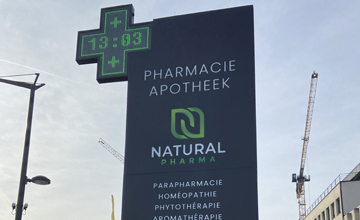 13:03
PHARMACIE
APOTHEEK
NATURAL
PHARMA
PARAPHARMACIE
HOMÉOPATHIE
PHYTOTHÉRAPIE
AROMATHÉRAPIE